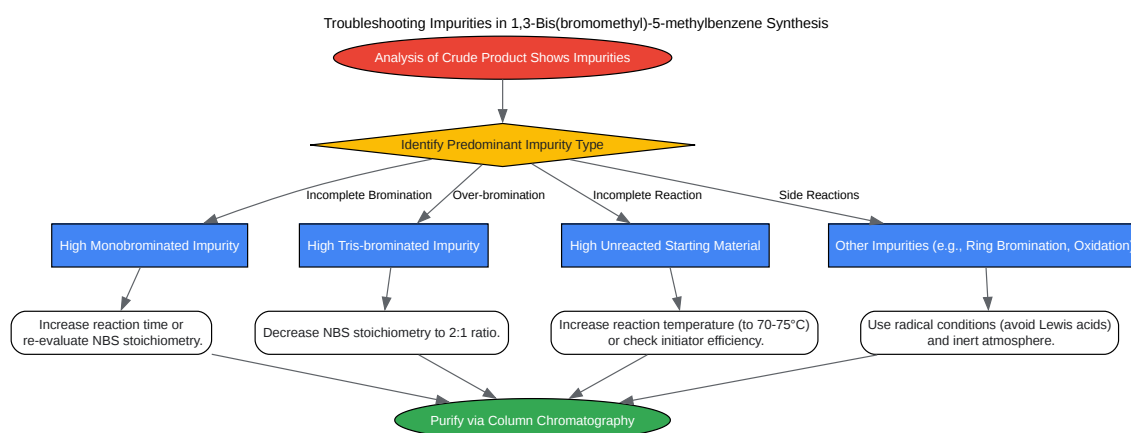 Troubleshooting Impurities in 1,3-Bis(bromomethyl)-5-methylbenzene Synthesis
Analysis of Crude Product Shows Impurities
Identify Predominant Impurity Type
Incomplete Bromination
Over-bromination
Incomplete Reaction
Side Reactions
High Monobrominated Impurity
High Tris-brominated Impurity
High Unreacted Starting Material
Other Impurities (e.g., Ring Bromination, Oxidation)
Increase reaction time or
re-evaluate NBS stoichiometry.
Decrease NBS stoichiometry to 2:1 ratio.
Increase reaction temperature (to 70-75°C)
or check initiator efficiency.
Use radical conditions (avoid Lewis acids)
and inert atmosphere.
Purify via Column Chromatography